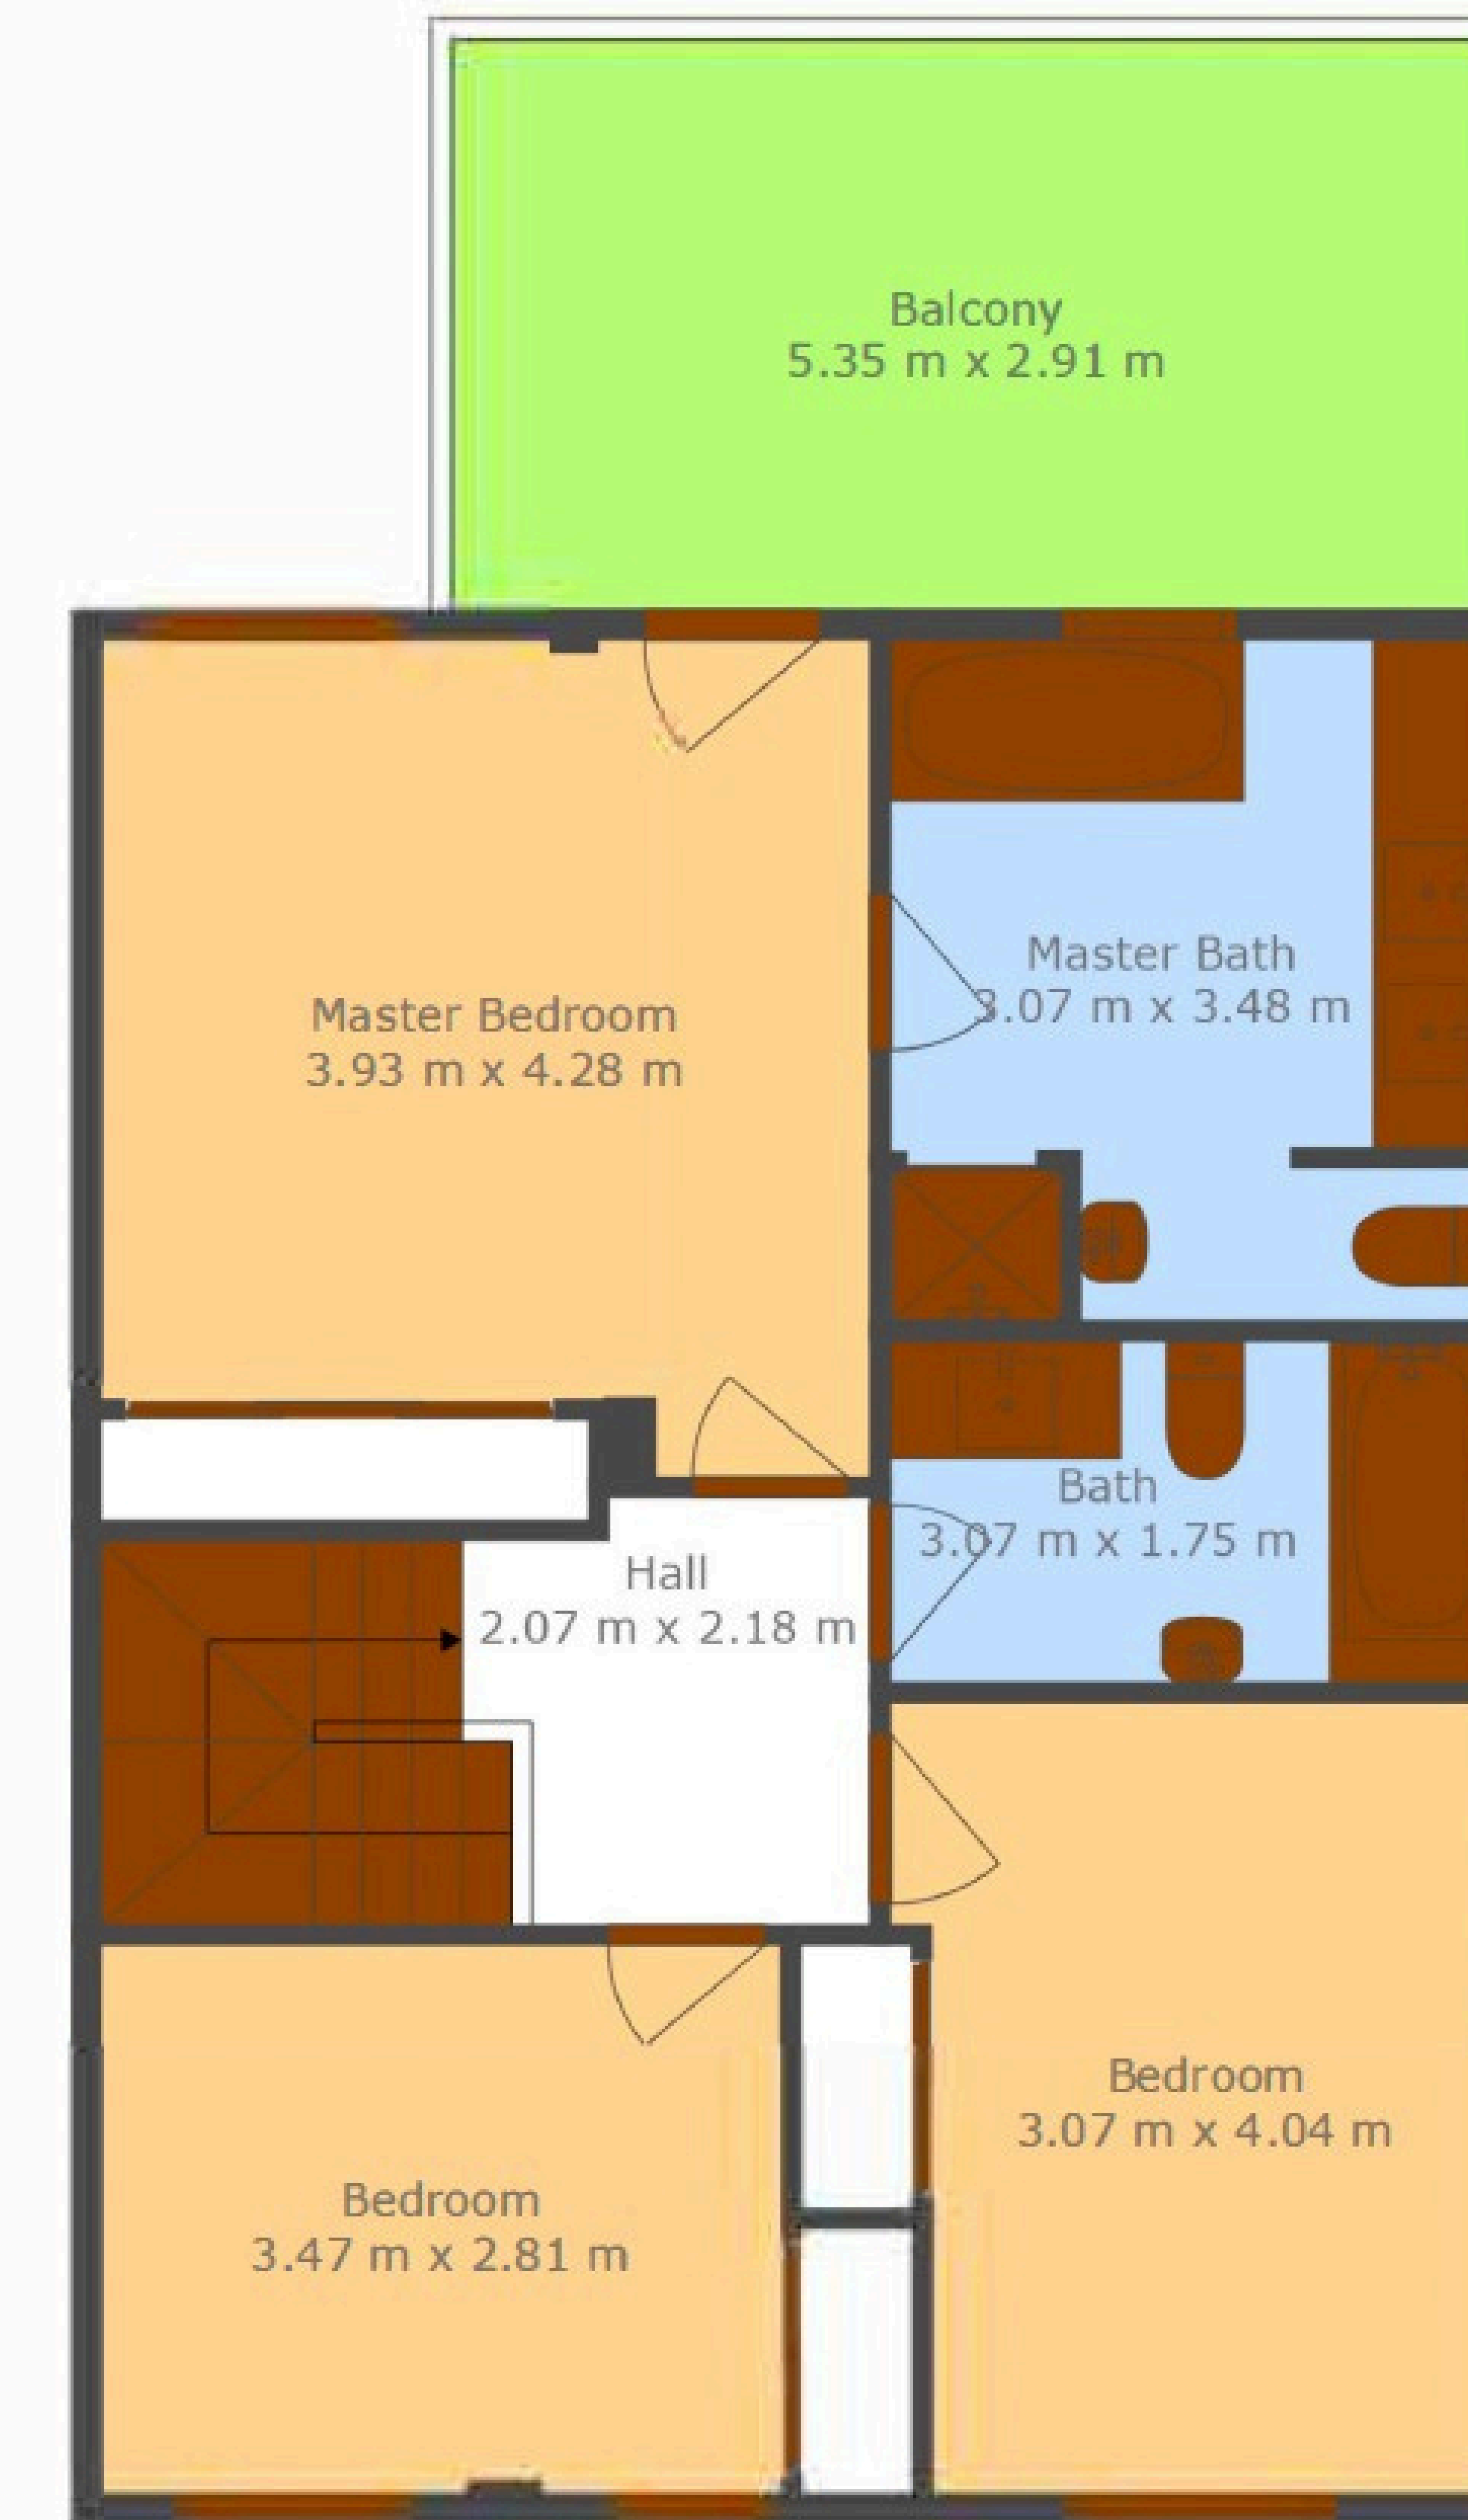 Balcony
5.35 m x 2.91 m
Master Bath
3.07 m x 3.48 m
Master Bedroom
3.93 m x 4.28 m
Bath
3.07 m x 1.75 m
Hall
2.07 m x 2.18 m
Bedroom
3.07 m x 4.04 m
Bedroom
3.47 m x 2.81 m